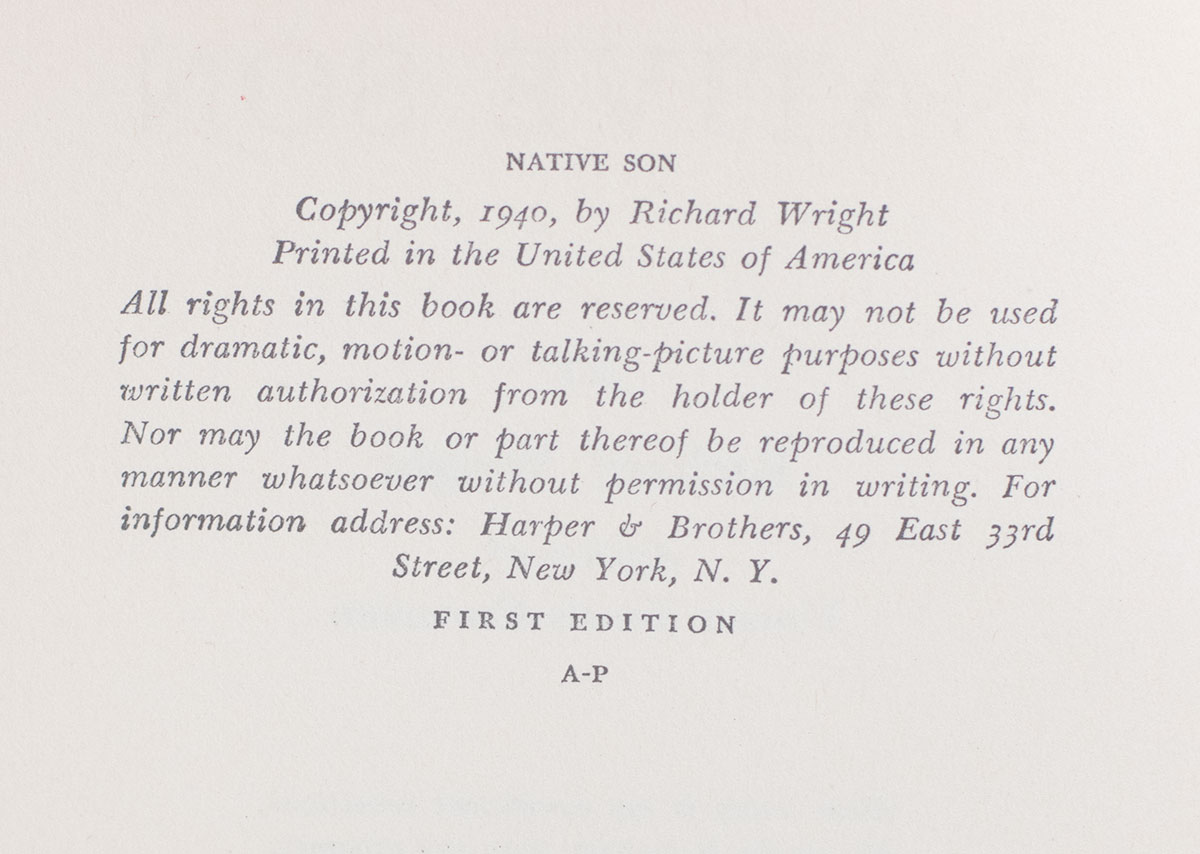 NATIVE SON
Copyright, 1940, by Richard Wright
Printed in the United States of America
All rights in this book are reserved. It may not be used
for dramatic, motion- or talking-picture purposes without
written authorization from the holder of these rights.
Nor may the book or part thereof be reproduced in any
manner whatsoever without permission in writing. For
information address: Harper & Brothers, 49 East 33rd
Street, New York, N. Y.
FIRST EDITION
A-P